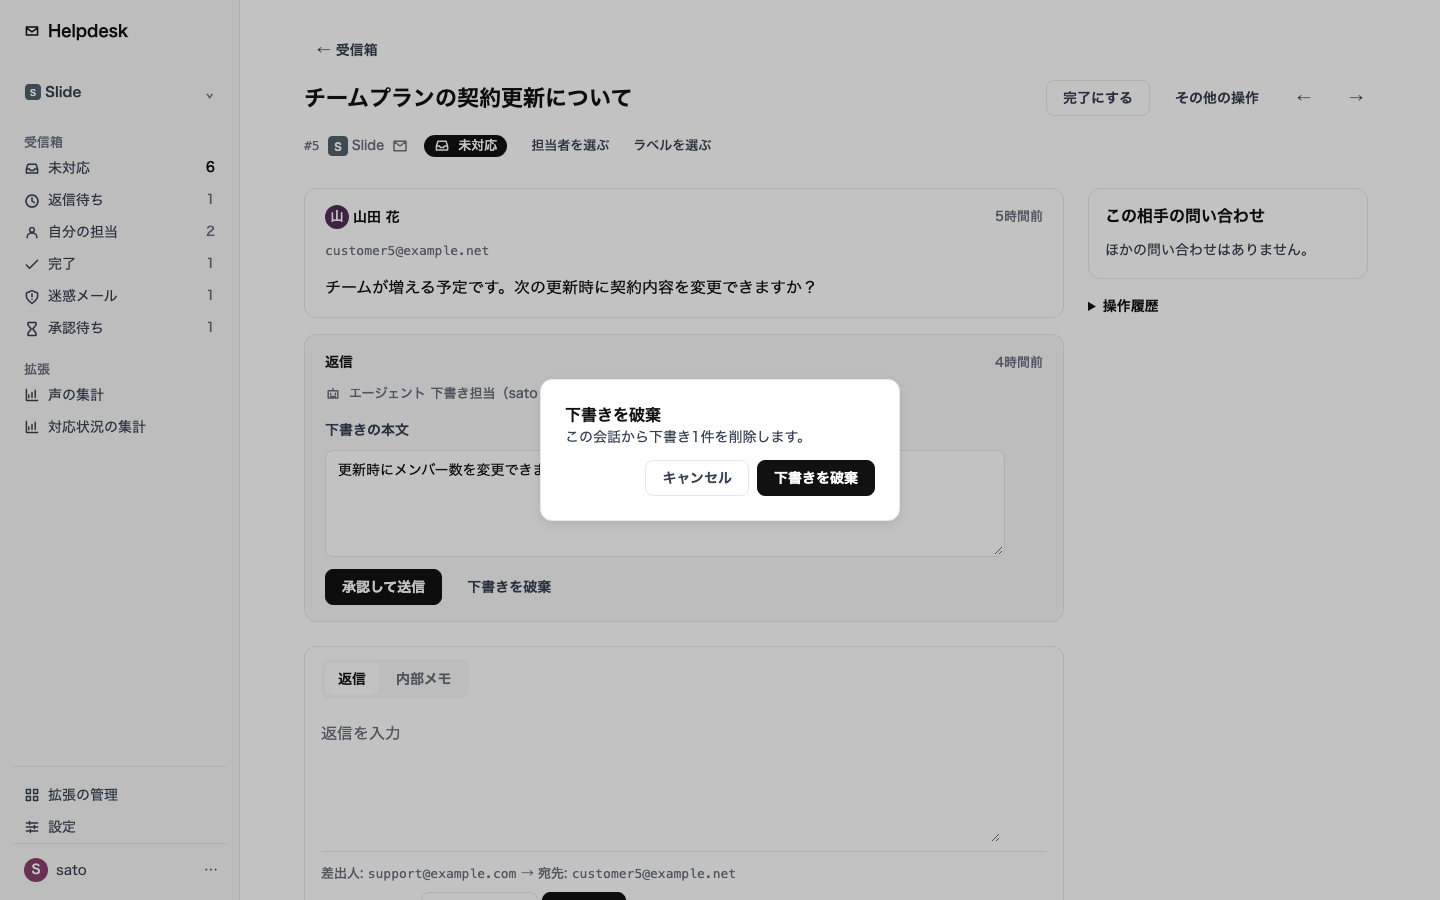 Helpdesk
S Slide
受信箱
未対応 6
返信待ち 1
自分の担当 2
完了 1
迷惑メール 1
承認待ち 1
拡張
声の集計
対応状況の集計
拡張の管理
設定
S sato ...
← 受信箱
チームプランの契約更新について
完了にする その他の操作 ← →
#5 S Slide 未対応 担当者を選ぶ ラベルを選ぶ
山 山田 花 5時間前
customer5@example.net
チームが増える予定です。次の更新時に契約内容を変更できますか？
この相手の問い合わせ
ほかの問い合わせはありません。
▶ 操作履歴
返信 4時間前
エージェント 下書き担当（sato
下書きの本文
更新時にメンバー数を変更できま
下書きを破棄
この会話から下書き1件を削除します。
キャンセル 下書きを破棄
承認して送信 下書きを破棄
返信 内部メモ
返信を入力
差出人: support@example.com → 宛先: customer5@example.net